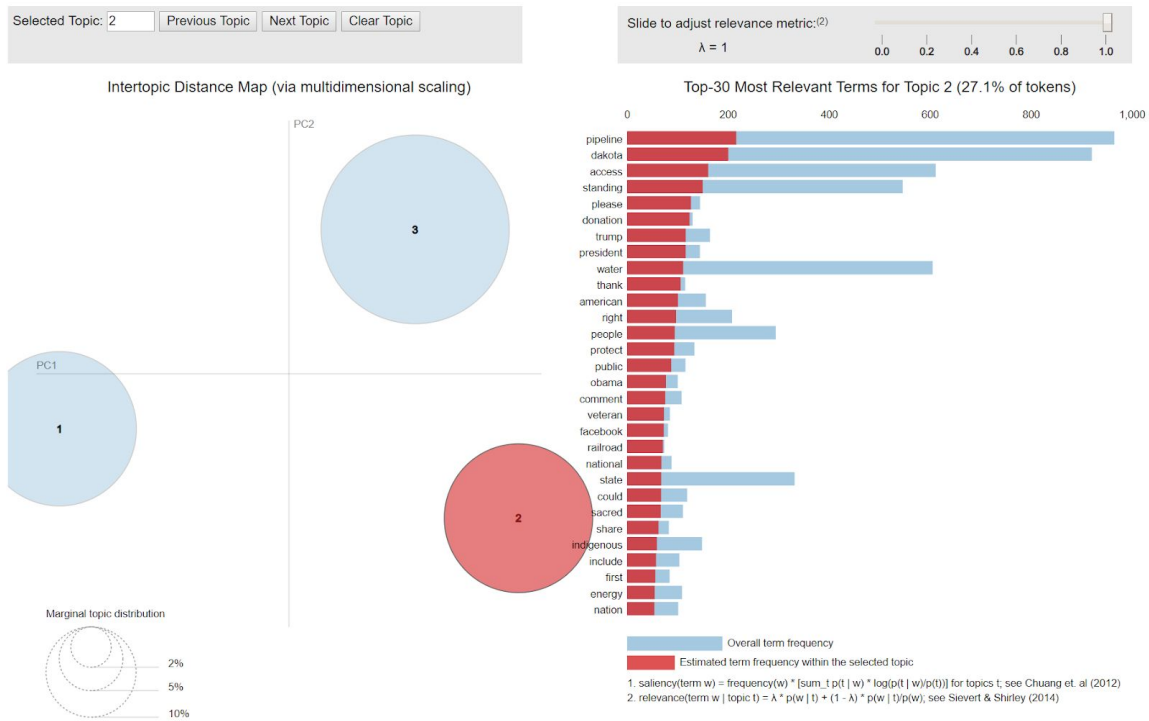 Selected Topic: 2 Previous Topic Next Topic Clear Topic
Slide to adjust relevance metric:(2)
λ = 1
0.0 0.2 0.4 0.6 0.8 1.0
Intertopic Distance Map (via multidimensional scaling)
PC2
PC1
3
1
2
Marginal topic distribution
2%
5%
10%
Top-30 Most Relevant Terms for Topic 2 (27.1% of tokens)
0 200 400 600 800 1,000
pipeline
dakota
access
standing
please
donation
trump
president
water
thank
american
right
people
protect
public
obama
comment
veteran
facebook
railroad
national
state
could
sacred
share
indigenous
include
first
energy
nation
Overall term frequency
Estimated term frequency within the selected topic
1. saliency(term w) = frequency(w) * [sum_t p(t | w) * log(p(t | w)/p(t))] for topics t; see Chuang et. al (2012)
2. relevance(term w | topic t) = λ * p(w | t) + (1 - λ) * p(w | t)/p(w); see Sievert & Shirley (2014)